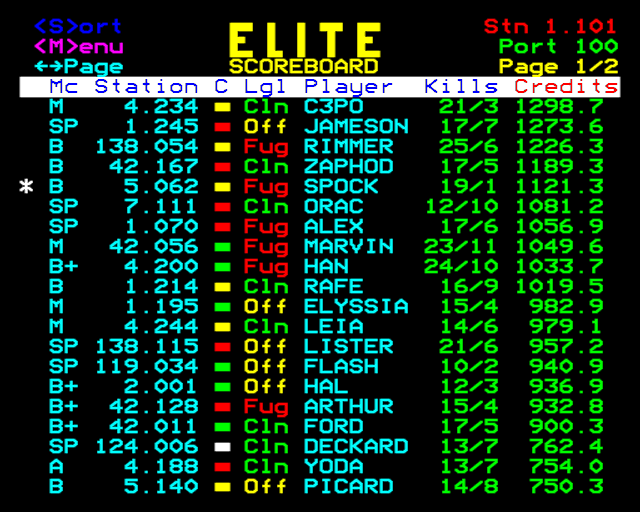 <S>ort ELITE Stn 1.101
<M>enu Port 100
←→Page SCOREBOARD Page 1/2
Mc Station C Lgl Player Kills Credits
M 4.234 Cln C3PO 21/3 1298.7
SP 1.245 Off JAMESON 17/7 1273.6
B 138.054 Fug RIMMER 25/6 1226.3
B 42.167 Cln ZAPHOD 17/5 1189.3
* B 5.062 Fug SPOCK 19/1 1121.3
SP 7.111 Cln ORAC 12/10 1081.2
SP 1.070 Fug ALEX 17/6 1056.9
M 42.056 Fug MARVIN 23/11 1049.6
B+ 4.200 Fug HAN 24/10 1033.7
B 1.214 Cln RAFE 16/9 1019.5
M 1.195 Off ELYSSIA 15/4 982.9
M 4.244 Cln LEIA 14/6 979.1
SP 138.115 Off LISTER 21/6 957.2
SP 119.034 Off FLASH 10/2 940.9
B+ 2.001 Off HAL 12/3 936.9
B+ 42.128 Fug ARTHUR 15/4 932.8
B+ 42.011 Cln FORD 17/5 900.3
SP 124.006 Cln DECKARD 13/7 762.4
A 4.188 Cln YODA 13/7 754.0
B 5.140 Off PICARD 14/8 750.3